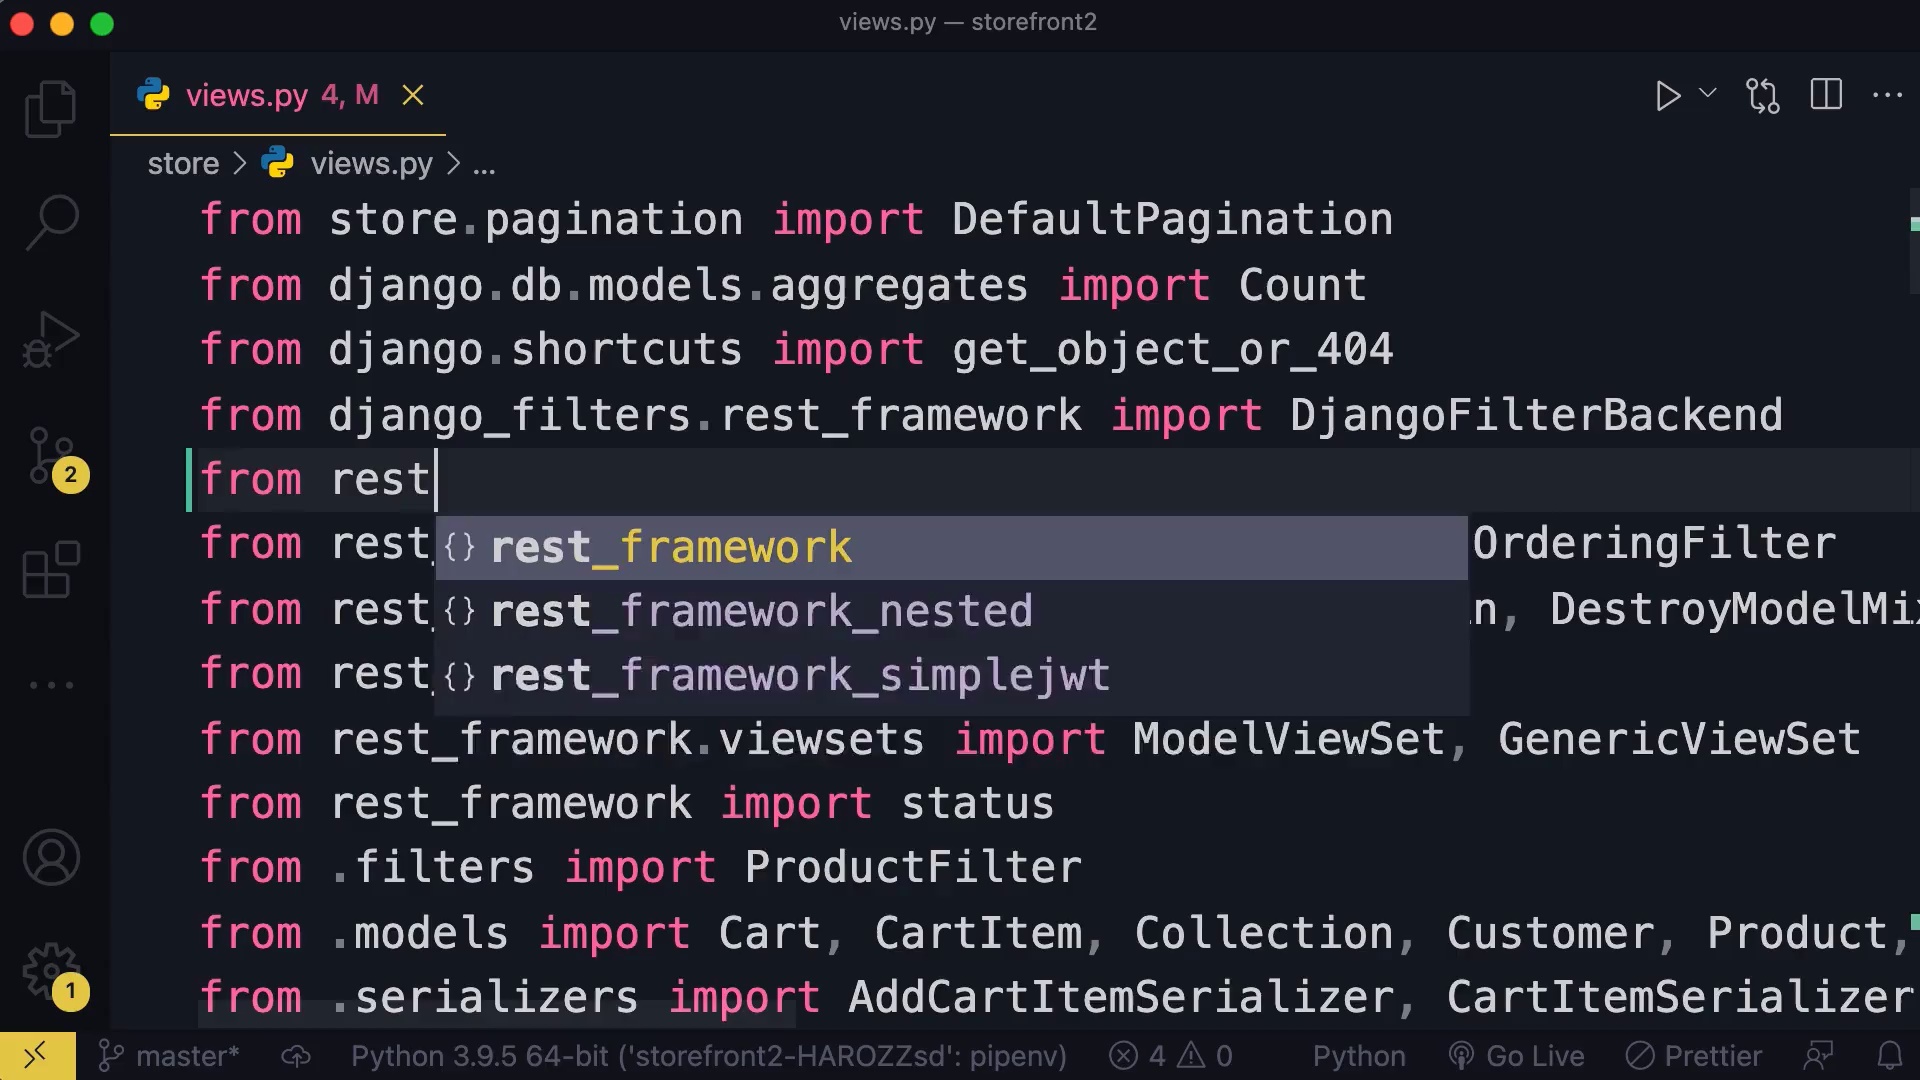 views.py — storefront2
views.py 4, M
store > views.py > ...
from store.pagination import DefaultPagination
from django.db.models.aggregates import Count
from django.shortcuts import get_object_or_404
from django_filters.rest_framework import DjangoFilterBackend
from rest
from rest_ OrderingFilter
{} rest_framework
from rest_ n, DestroyModelMix
{} rest_framework_nested
from rest_
{} rest_framework_simplejwt
from rest_framework.viewsets import ModelViewSet, GenericViewSet
from rest_framework import status
from .filters import ProductFilter
from .models import Cart, CartItem, Collection, Customer, Product,
from .serializers import AddCartItemSerializer, CartItemSerializer
2
1
master* Python 3.9.5 64-bit ('storefront2-HAROZZsd': pipenv) 4 0 Python Go Live Prettier